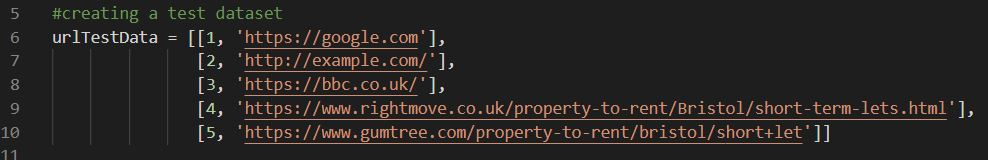 5 #creating a test dataset
6 urlTestData = [[1, 'https://google.com'],
7 [2, 'http://example.com/'],
8 [3, 'https://bbc.co.uk/'],
9 [4, 'https://www.rightmove.co.uk/property-to-rent/Bristol/short-term-lets.html'],
10 [5, 'https://www.gumtree.com/property-to-rent/bristol/short+let']]
11